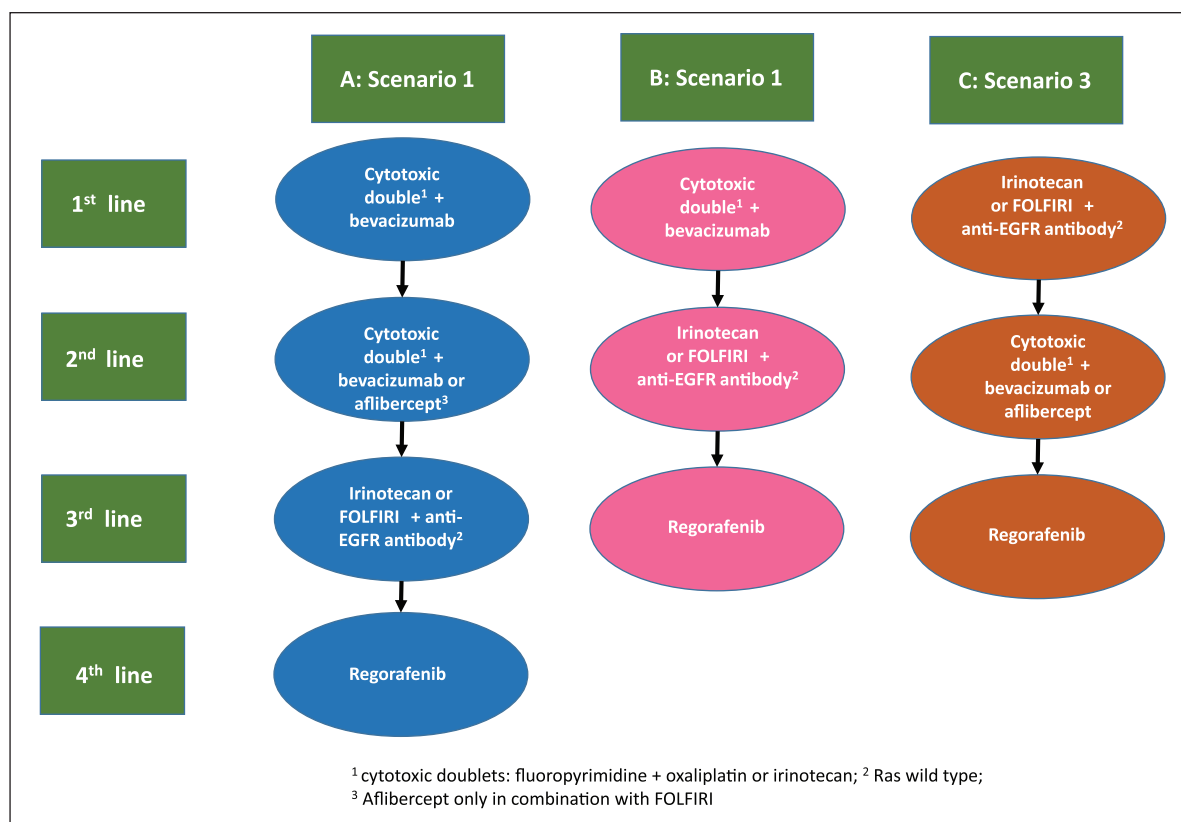 A: Scenario 1
B: Scenario 1
C: Scenario 3
1st line
Cytotoxic
double1 +
bevacizumab
Cytotoxic
double1 +
bevacizumab
Irinotecan
or FOLFIRI +
anti-EGFR antibody2
2nd line
Cytotoxic
double1 +
bevacizumab or
aflibercept3
Irinotecan
or FOLFIRI +
anti-EGFR antibody2
Cytotoxic
double1 +
bevacizumab or
aflibercept
3rd line
Irinotecan or
FOLFIRI + anti-
EGFR antibody2
Regorafenib
Regorafenib
4th line
Regorafenib
1 cytotoxic doublets: fluoropyrimidine + oxaliplatin or irinotecan; 2 Ras wild type;
3 Aflibercept only in combination with FOLFIRI